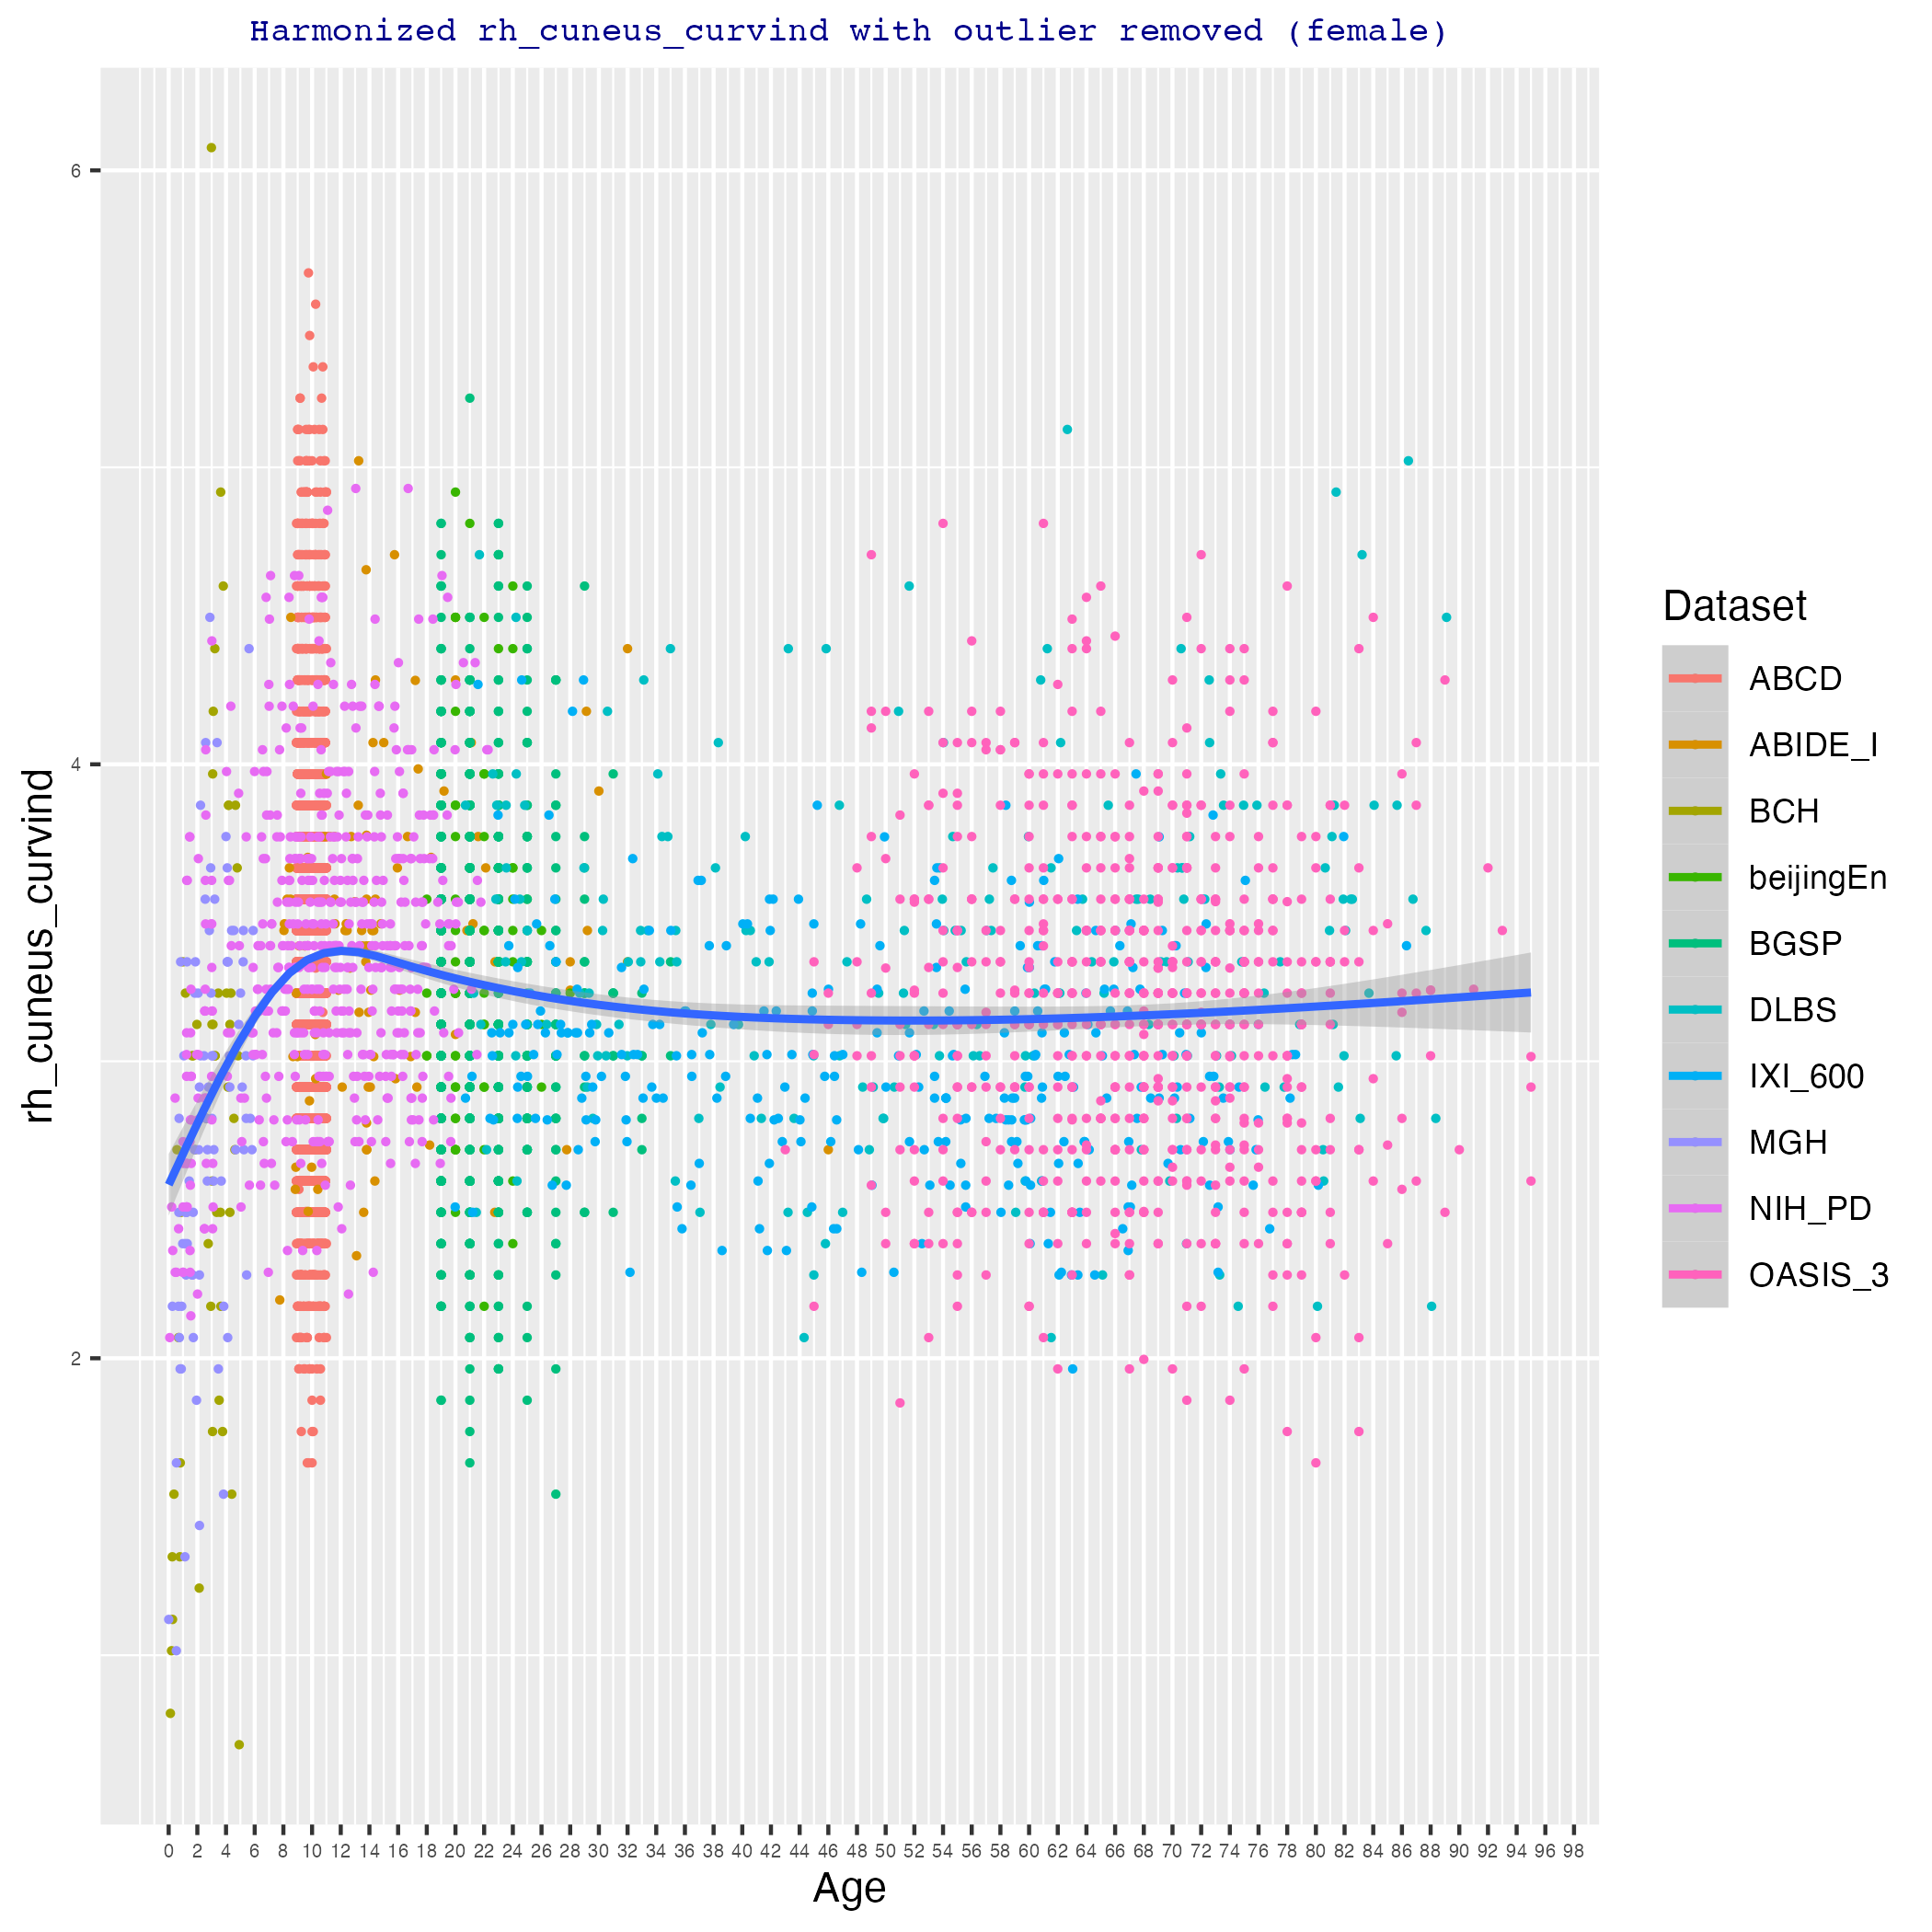 Harmonized rh_cuneus_curvind with outlier removed (female)
6
4
2
rh_cuneus_curvind
0 2 4 6 8 10 12 14 16 18 20 22 24 26 28 30 32 34 36 38 40 42 44 46 48 50 52 54 56 58 60 62 64 66 68 70 72 74 76 78 80 82 84 86 88 90 92 94 96 98
Age
Dataset
ABCD
ABIDE_I
BCH
beijingEn
BGSP
DLBS
IXI_600
MGH
NIH_PD
OASIS_3